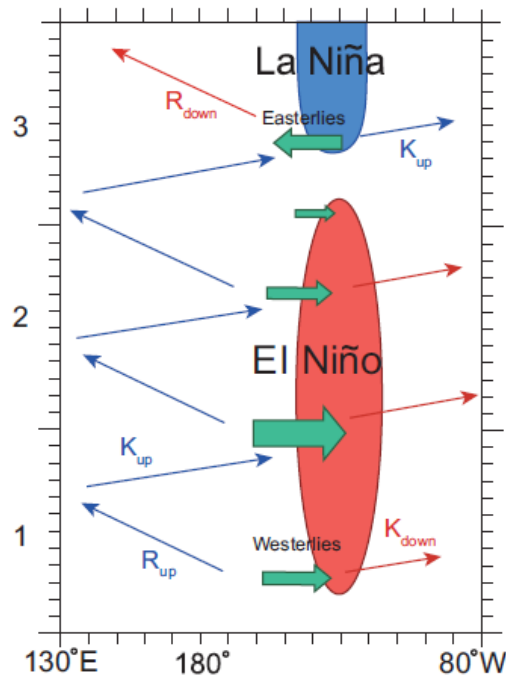 La Niña
R_down
Easterlies
3
K_up
2
El Niño
K_up
1
Westerlies
K_down
R_up
130°E
180°
80°W